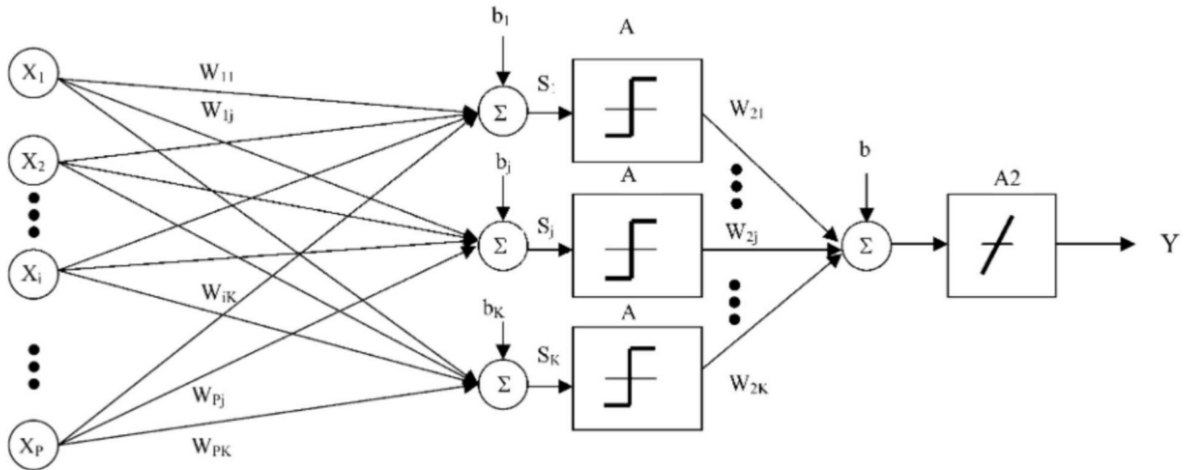 X1
X2
Xi
XP
W11
W1j
WiK
WPj
WPK
b1
Σ
bj
Σ
bK
Σ
S1
Sj
SK
A
A
A
W21
W2j
W2K
b
Σ
A2
Y